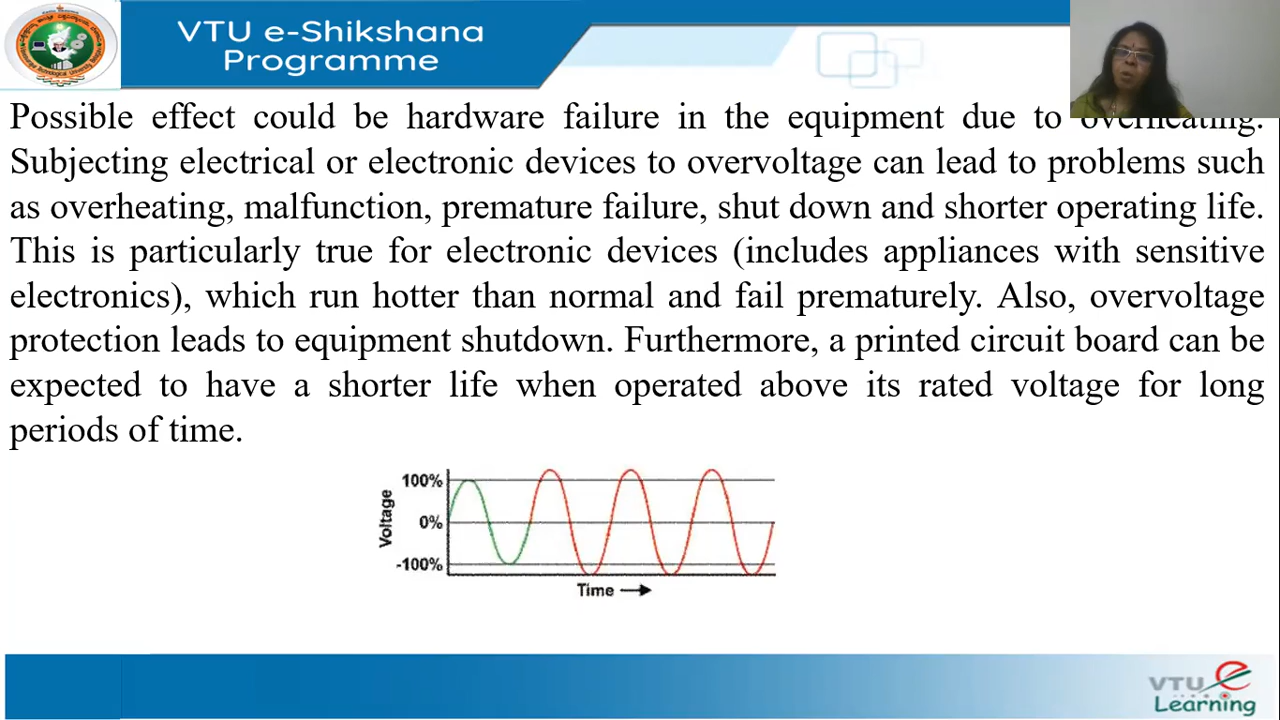 VTU e-Shikshana
Programme
Possible effect could be hardware failure in the equipment due to overheating.
Subjecting electrical or electronic devices to overvoltage can lead to problems such
as overheating, malfunction, premature failure, shut down and shorter operating life.
This is particularly true for electronic devices (includes appliances with sensitive
electronics), which run hotter than normal and fail prematurely. Also, overvoltage
protection leads to equipment shutdown. Furthermore, a printed circuit board can be
expected to have a shorter life when operated above its rated voltage for long
periods of time.
Voltage
100%
0%
-100%
Time
VTU e
Learning